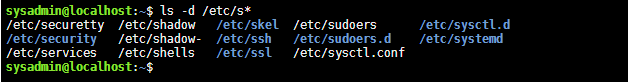 sysadmin@localhost:~$ ls -d /etc/s*
/etc/securetty /etc/shadow /etc/skel /etc/sudoers /etc/sysctl.d
/etc/security /etc/shadow- /etc/ssh /etc/sudoers.d /etc/systemd
/etc/services /etc/shells /etc/ssl /etc/sysctl.conf
sysadmin@localhost:~$